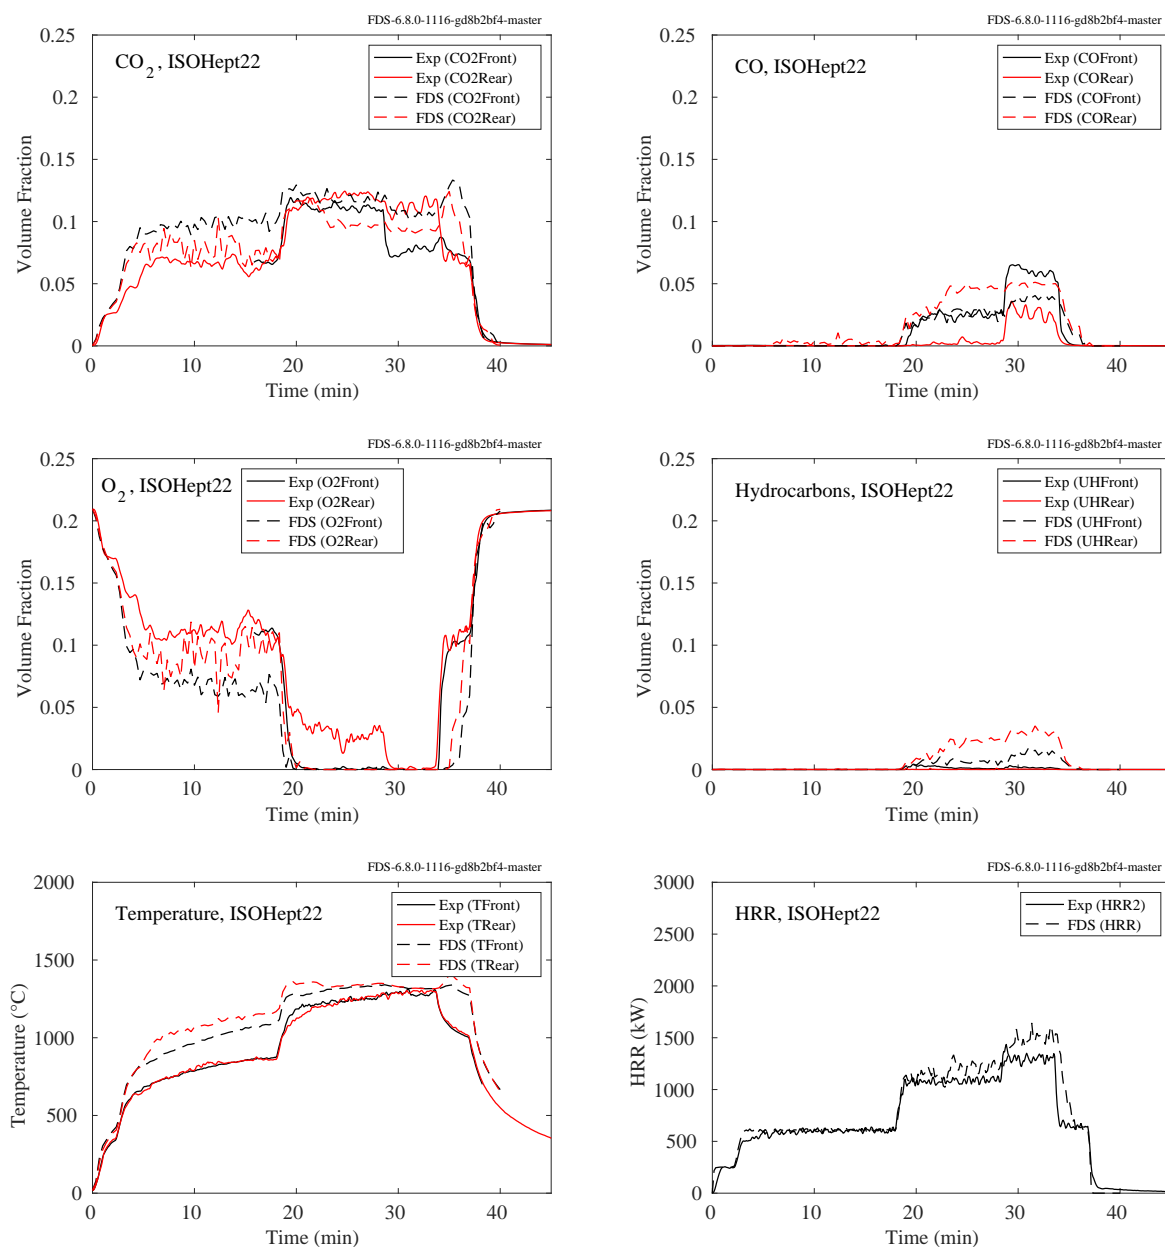 FDS-6.8.0-1116-gd8b2bf4-master
CO2, ISOHept22
Exp (CO2Front)
Exp (CO2Rear)
FDS (CO2Front)
FDS (CO2Rear)
0.25
0.2
0.15
0.1
0.05
0
Volume Fraction
0 10 20 30 40
Time (min)
FDS-6.8.0-1116-gd8b2bf4-master
CO, ISOHept22
Exp (COFront)
Exp (CORear)
FDS (COFront)
FDS (CORear)
0.25
0.2
0.15
0.1
0.05
0
Volume Fraction
0 10 20 30 40
Time (min)
FDS-6.8.0-1116-gd8b2bf4-master
O2, ISOHept22
Exp (O2Front)
Exp (O2Rear)
FDS (O2Front)
FDS (O2Rear)
0.25
0.2
0.15
0.1
0.05
0
Volume Fraction
0 10 20 30 40
Time (min)
FDS-6.8.0-1116-gd8b2bf4-master
Hydrocarbons, ISOHept22
Exp (UHFront)
Exp (UHRear)
FDS (UHFront)
FDS (UHRear)
0.25
0.2
0.15
0.1
0.05
0
Volume Fraction
0 10 20 30 40
Time (min)
FDS-6.8.0-1116-gd8b2bf4-master
Temperature, ISOHept22
Exp (TFront)
Exp (TRear)
FDS (TFront)
FDS (TRear)
2000
1500
1000
500
0
Temperature (°C)
0 10 20 30 40
Time (min)
FDS-6.8.0-1116-gd8b2bf4-master
HRR, ISOHept22
Exp (HRR2)
FDS (HRR)
3000
2500
2000
1500
1000
500
0
HRR (kW)
0 10 20 30 40
Time (min)